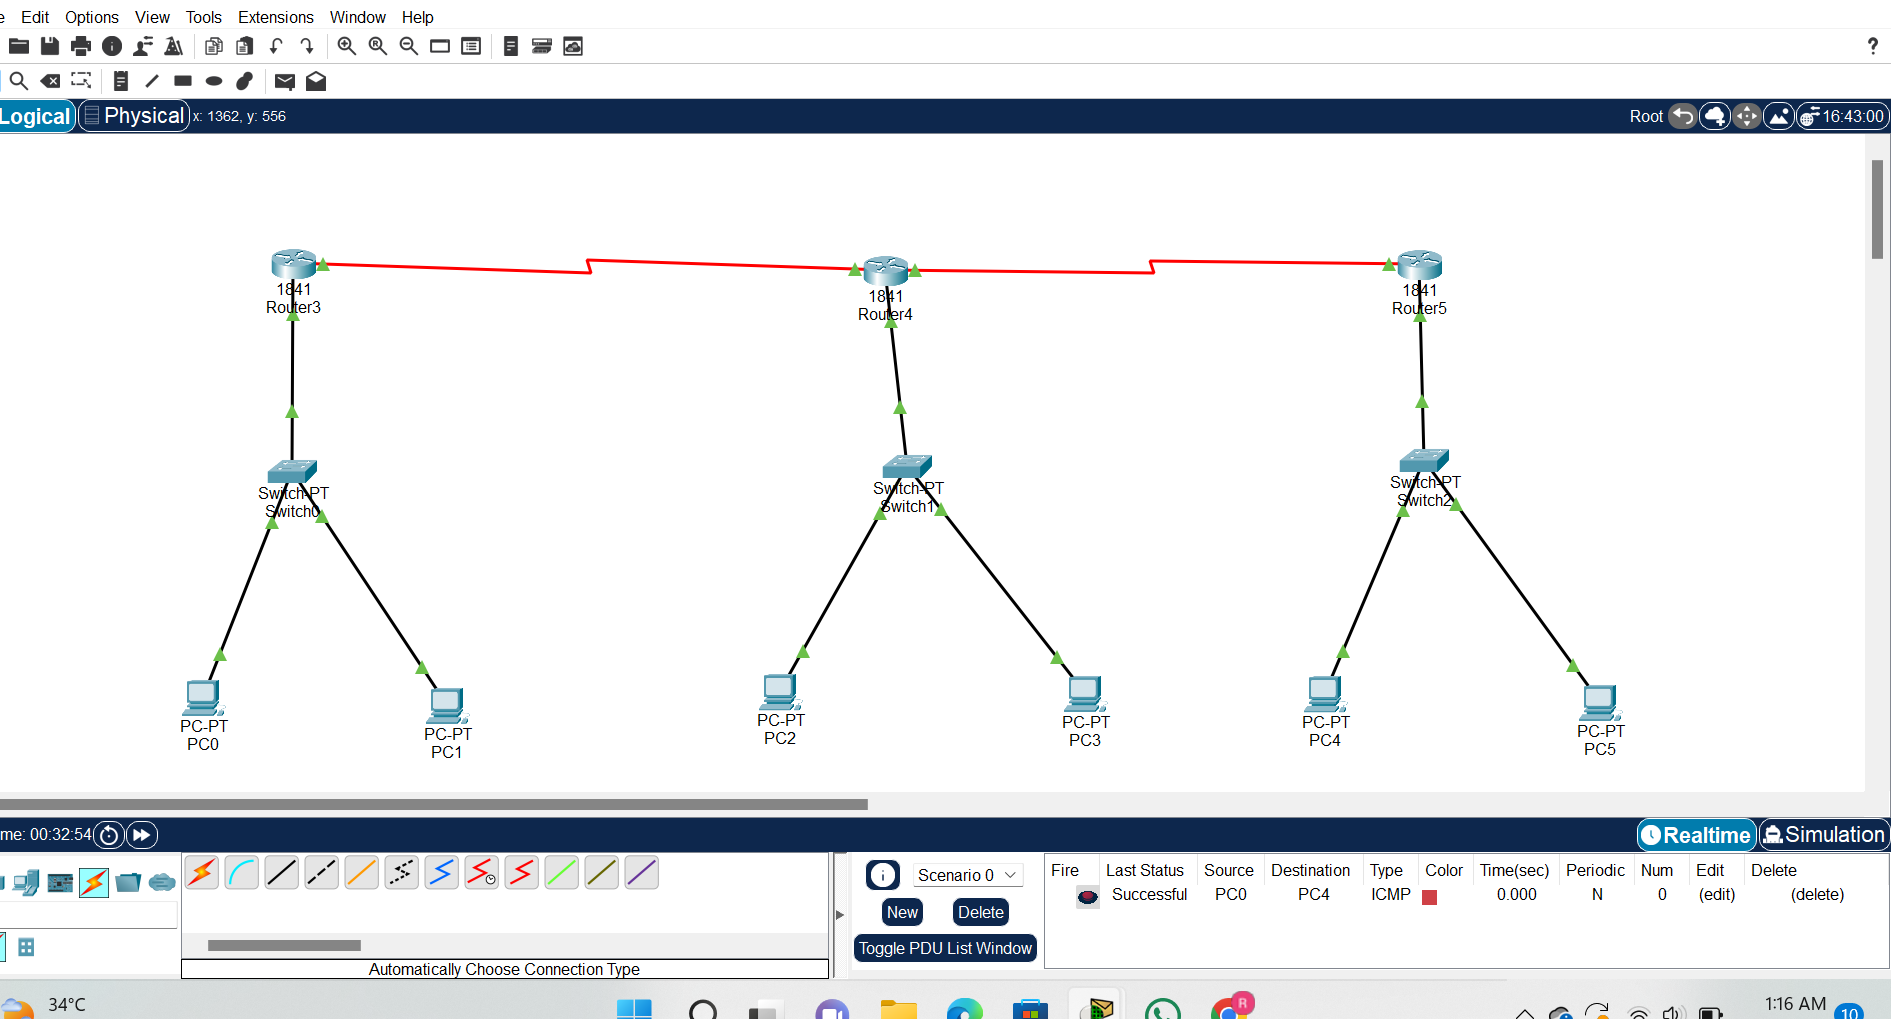 e Edit Options View Tools Extensions Window Help
?
Logical Physical x: 1362, y: 556 Root 16:43:00
1841
Router3
1841
Router4
1841
Router5
Switch-PT
Switch0
Switch-PT
Switch1
Switch-PT
Switch2
PC-PT
PC0
PC-PT
PC1
PC-PT
PC2
PC-PT
PC3
PC-PT
PC4
PC-PT
PC5
me: 00:32:54 Realtime Simulation
Scenario 0
New Delete
Toggle PDU List Window
Fire Last Status Source Destination Type Color Time(sec) Periodic Num Edit Delete
Successful PC0 PC4 ICMP 0.000 N 0 (edit) (delete)
Automatically Choose Connection Type
34°C
R
1:16 AM
10